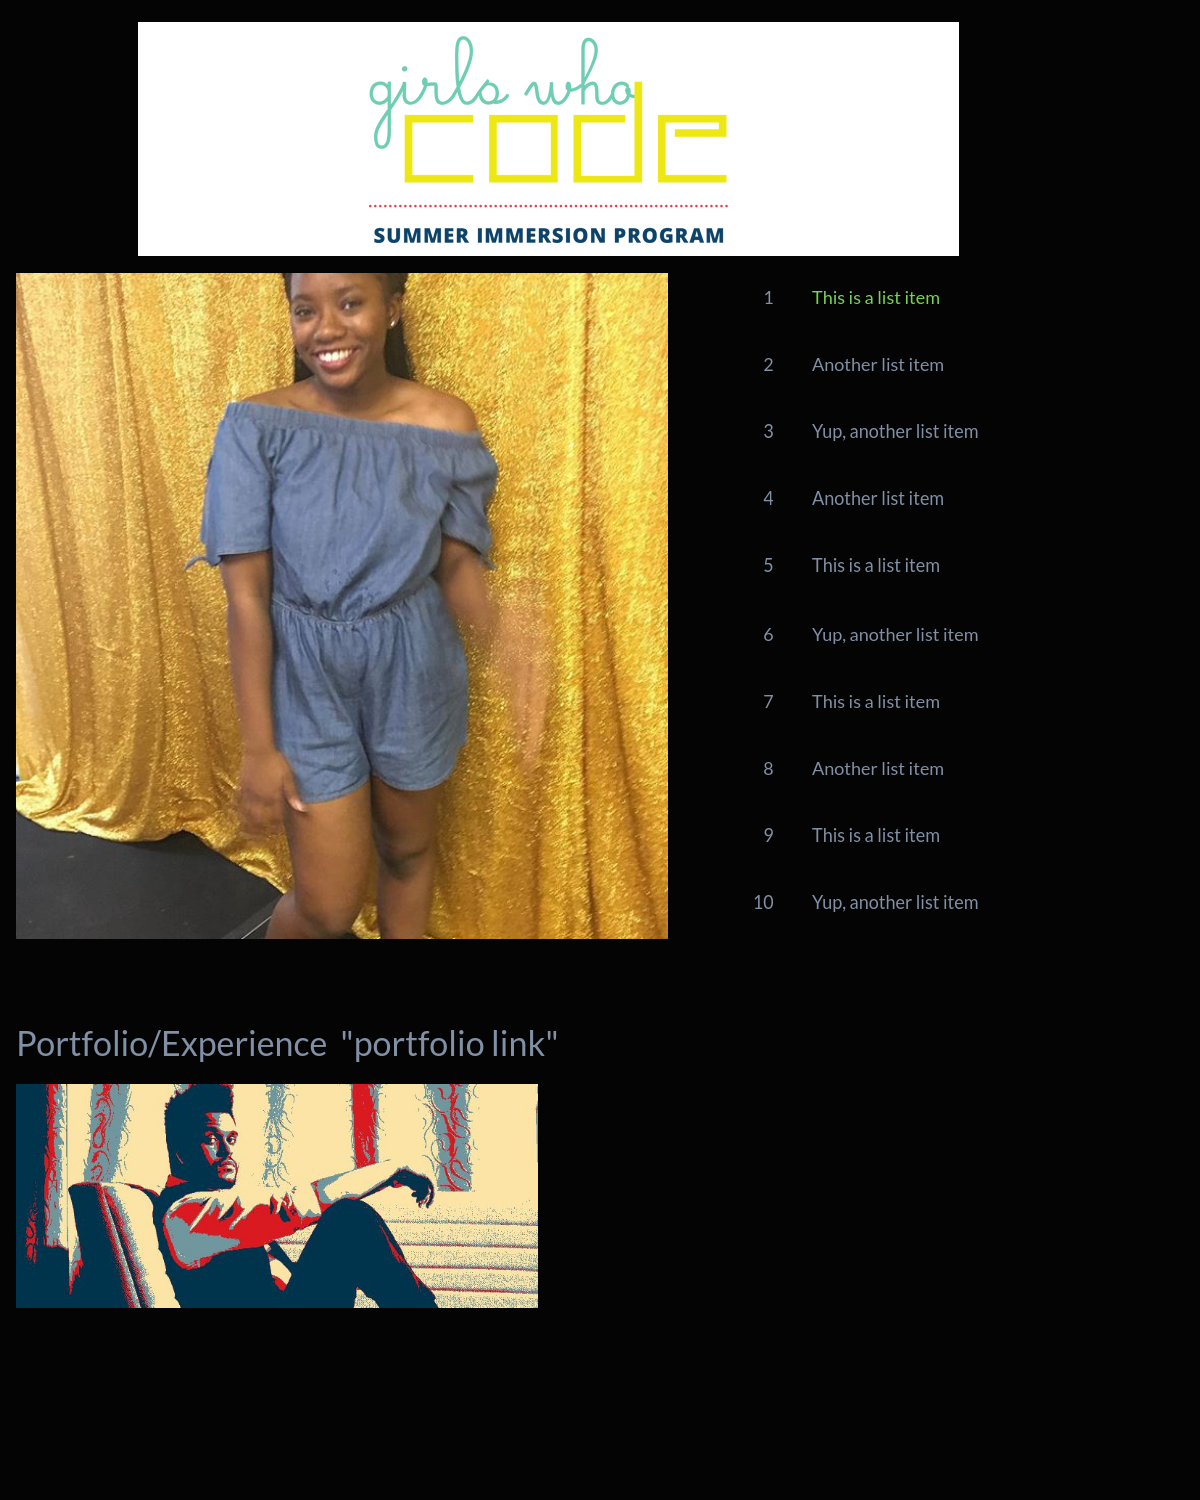 girls who
code
SUMMER IMMERSION PROGRAM
1 This is a list item
2 Another list item
3 Yup, another list item
4 Another list item
5 This is a list item
6 Yup, another list item
7 This is a list item
8 Another list item
9 This is a list item
10 Yup, another list item
Portfolio/Experience "portfolio link"